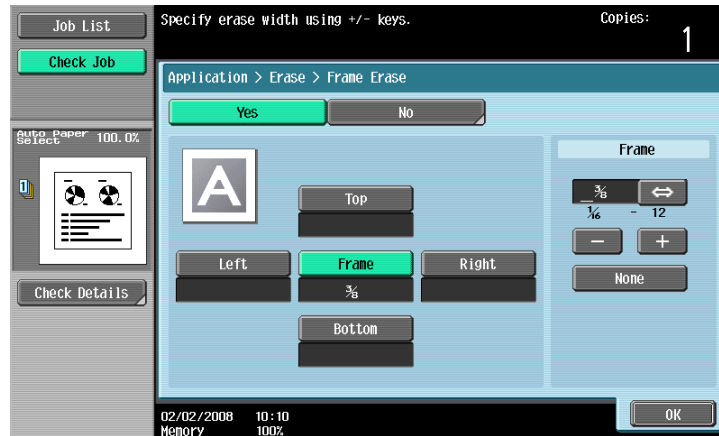 Job List
Check Job
Auto Paper
Select 100.0%
1
Check Details
Specify erase width using +/- keys.
Copies:
1
Application > Erase > Frame Erase
Yes
No
A
Top
Left
Frame
Right
3/8
Bottom
Frame
_3/8 ⇔
1/16 - 12
− +
None
02/02/2008 10:10
Memory 100%
OK